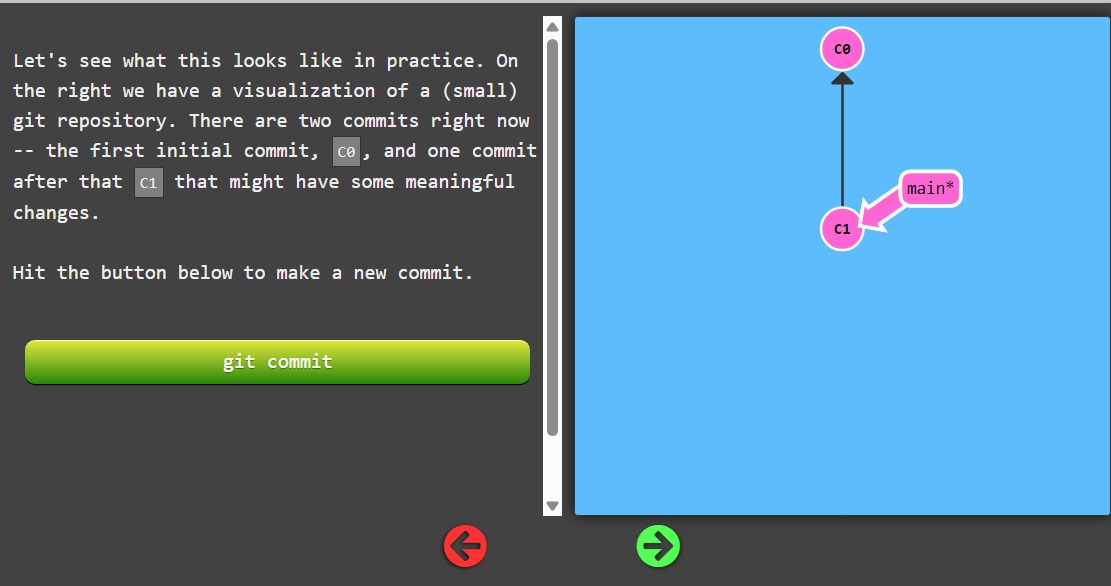 Let's see what this looks like in practice. On
the right we have a visualization of a (small)
git repository. There are two commits right now
-- the first initial commit, C0, and one commit
after that C1 that might have some meaningful
changes.
Hit the button below to make a new commit.
git commit
C0
main*
C1